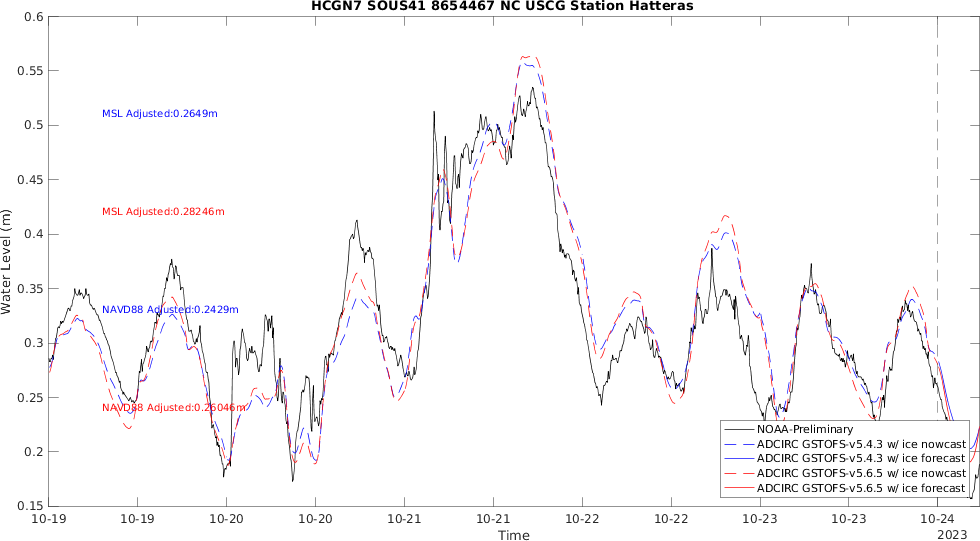 HCGN7 SOUS41 8654467 NC USCG Station Hatteras
0.6
0.55
0.5
0.45
0.4
0.35
0.3
0.25
0.2
0.15
Water Level (m)
MSL Adjusted:0.2649m
MSL Adjusted:0.28246m
NAVD88 Adjusted:0.2429m
NAVD88 Adjusted:0.26046m
NOAA-Preliminary
ADCIRC GSTOFS-v5.4.3 w/ ice nowcast
ADCIRC GSTOFS-v5.4.3 w/ ice forecast
ADCIRC GSTOFS-v5.6.5 w/ ice nowcast
ADCIRC GSTOFS-v5.6.5 w/ ice forecast
10-19 10-19 10-20 10-20 10-21 10-21 10-22 10-22 10-23 10-23 10-24
2023
Time